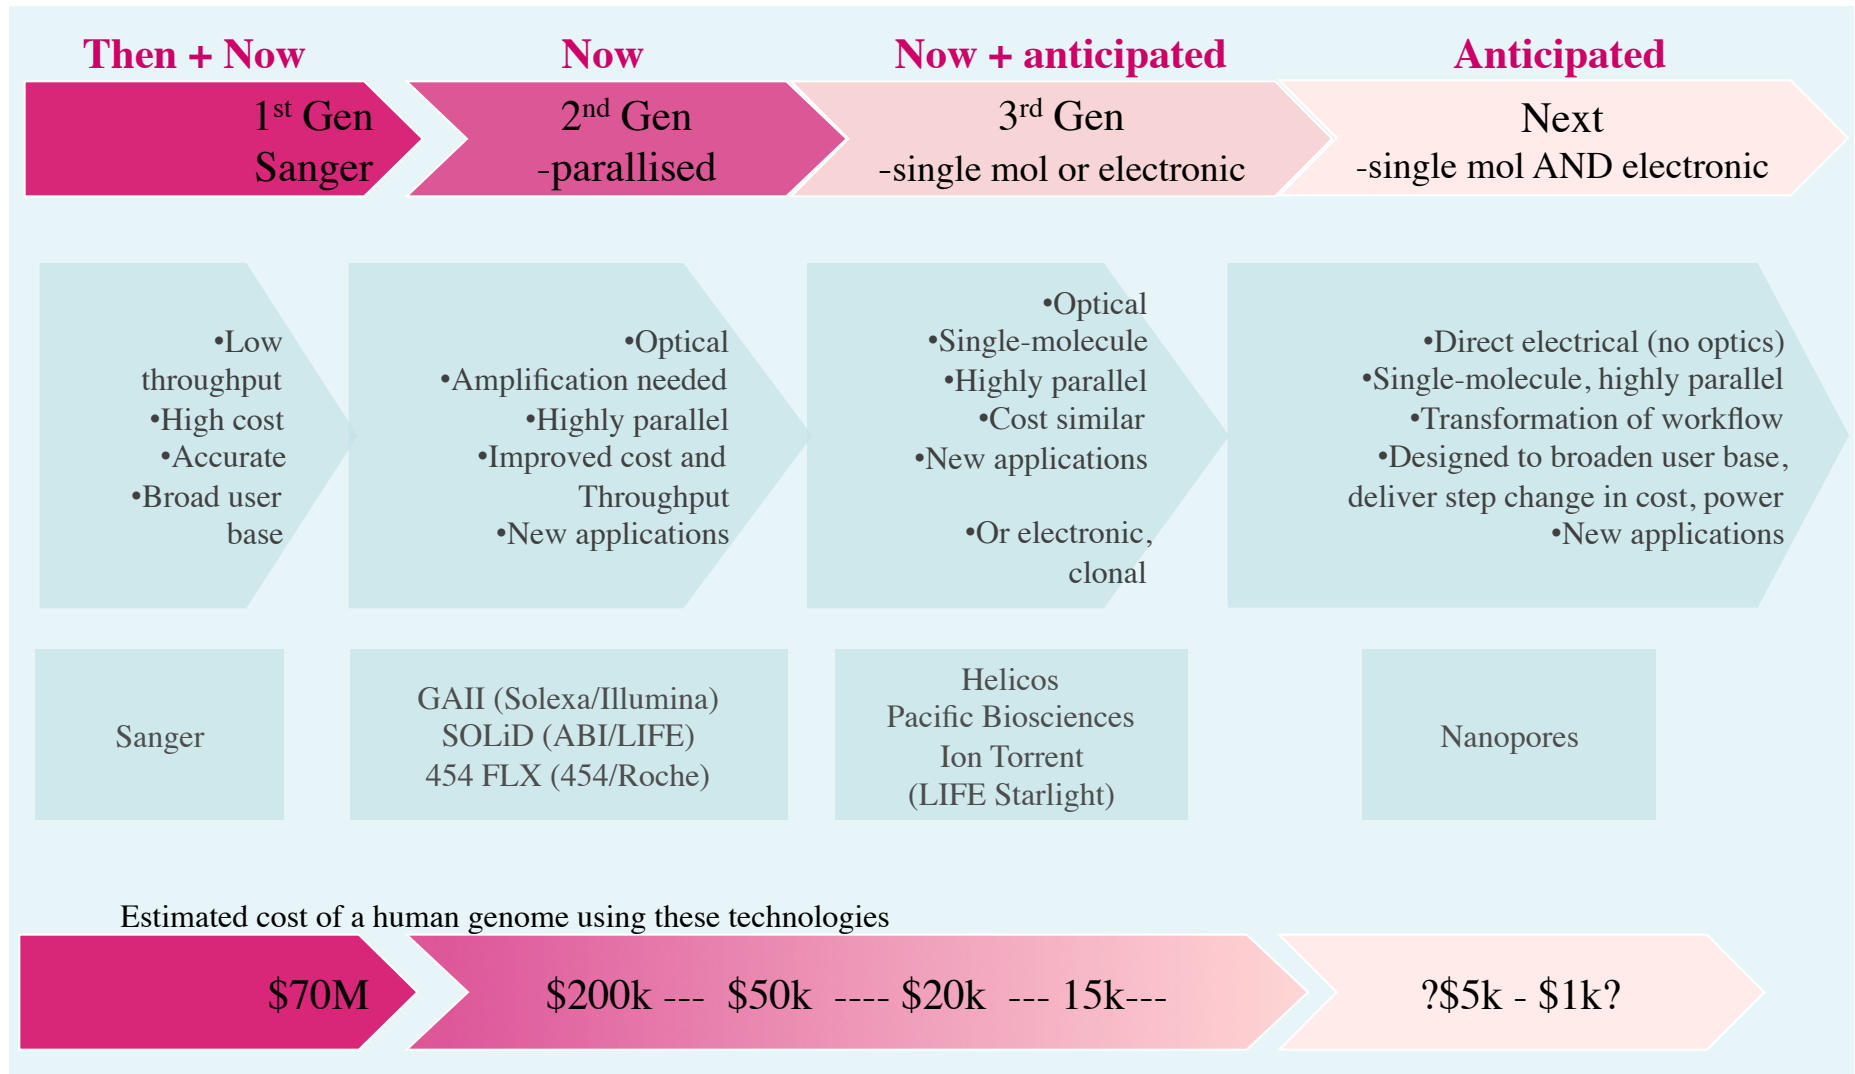 Then + Now
Now
Now + anticipated
Anticipated
1st Gen
Sanger
2nd Gen
-parallised
3rd Gen
-single mol or electronic
Next
-single mol AND electronic
•Low
throughput
•High cost
•Accurate
•Broad user
base
•Optical
•Amplification needed
•Highly parallel
•Improved cost and
Throughput
•New applications
•Optical
•Single-molecule
•Highly parallel
•Cost similar
•New applications
•Or electronic,
clonal
•Direct electrical (no optics)
•Single-molecule, highly parallel
•Transformation of workflow
•Designed to broaden user base,
deliver step change in cost, power
•New applications
Sanger
GAII (Solexa/Illumina)
SOLiD (ABI/LIFE)
454 FLX (454/Roche)
Helicos
Pacific Biosciences
Ion Torrent
(LIFE Starlight)
Nanopores
Estimated cost of a human genome using these technologies
$70M
$200k --- $50k ---- $20k --- 15k---
?$5k - $1k?